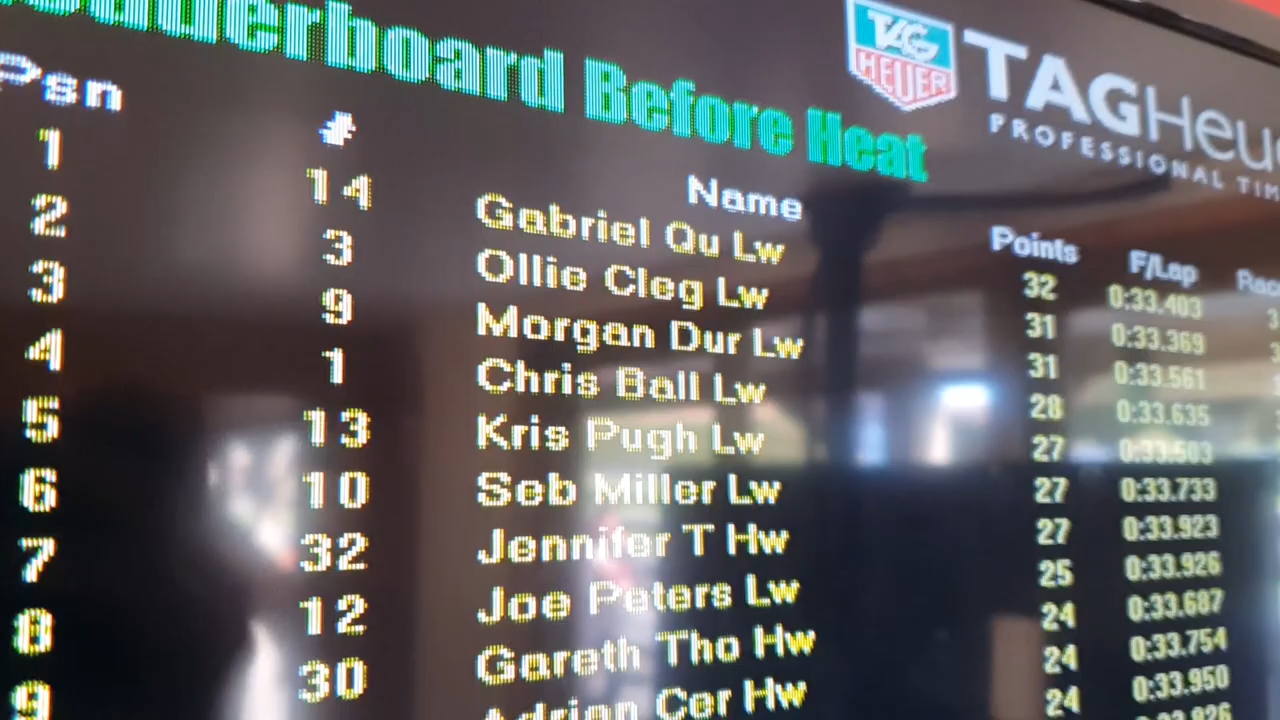 Leaderboard Before Heat
TAG HEUER
TAGHeu
PROFESSIONAL TIM
Psn # Name Points F/Lap
1 14 Gabriel Qu Lw 32 0:33.403
2 3 Ollie Cleg Lw 31 0:33.369
3 9 Morgan Dur Lw 31 0:33.561
4 1 Chris Ball Lw 28 0:33.635
5 13 Kris Pugh Lw 27 0:33.503
6 10 Seb Miller Lw 27 0:33.733
7 32 Jennifer T Hw 27 0:33.923
8 12 Joe Peters Lw 25 0:33.926
9 30 Gareth Tho Hw 24 0:33.687
Adrian Cer Hw 24 0:33.754
24 0:33.950
0:33.926